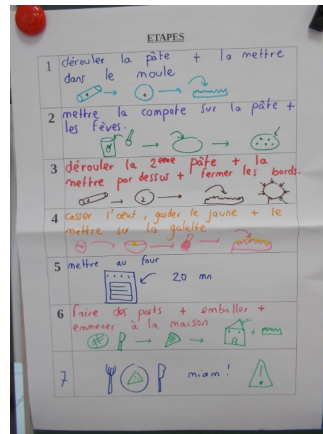 ETAPES
1 dérouler la pâte + la mettre
dans le moule
2 mettre la compote sur la pâte +
les fèves.
3 dérouler la 2ème pâte + la
mettre par dessus + fermer les bords.
2
4 casser l'oeuf, garder le jaune + le
mettre sur la galette
5 mettre au four
20 mn
6 faire des parts + emballer +
emmener à la maison
7 miam !